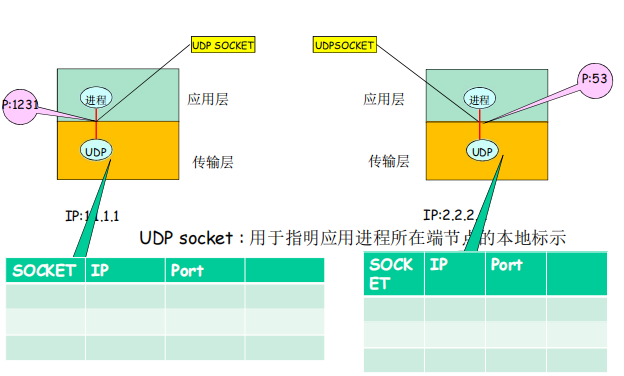 UDP SOCKET
UDPSOCKET
P:1231
进程
应用层
应用层
进程
P:53
UDP
传输层
传输层
UDP
IP:1.1.1.1
IP:2.2.2.
UDP socket : 用于指明应用进程所在端节点的本地标示
SOCKET IP Port
SOCK
ET IP Port